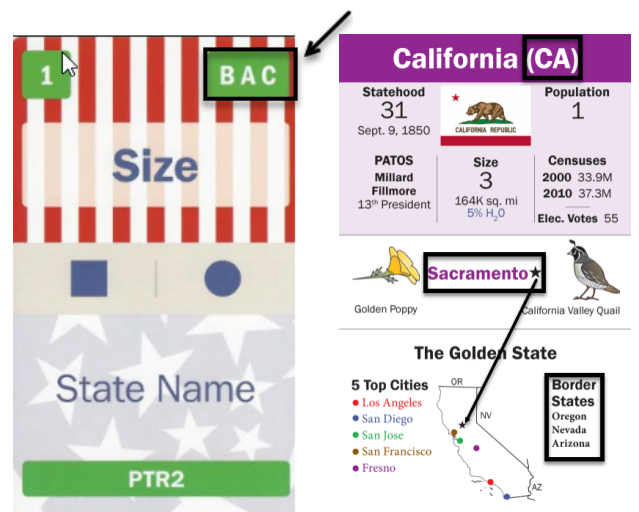 1
B A C
Size
State Name
PTR2
California (CA)
Statehood
31
Sept. 9, 1850
CALIFORNIA REPUBLIC
Population
1
PATOS
Millard
Fillmore
13th President
Size
3
164K sq. mi
5% H2O
Censuses
2000 33.9M
2010 37.3M
Elec. Votes 55
Sacramento★
Golden Poppy
California Valley Quail
The Golden State
5 Top Cities
Los Angeles
San Diego
San Jose
San Francisco
Fresno
OR
NV
AZ
Border
States
Oregon
Nevada
Arizona